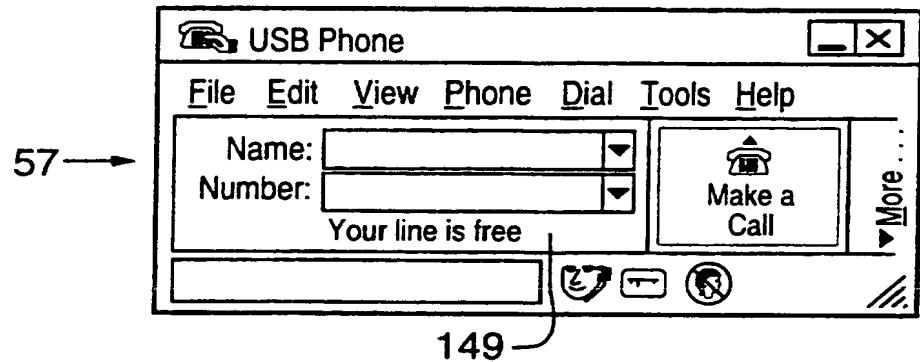 USB Phone
File Edit View Phone Dial Tools Help
57
Name:
Number:
Your line is free
Make a
Call
More...
149